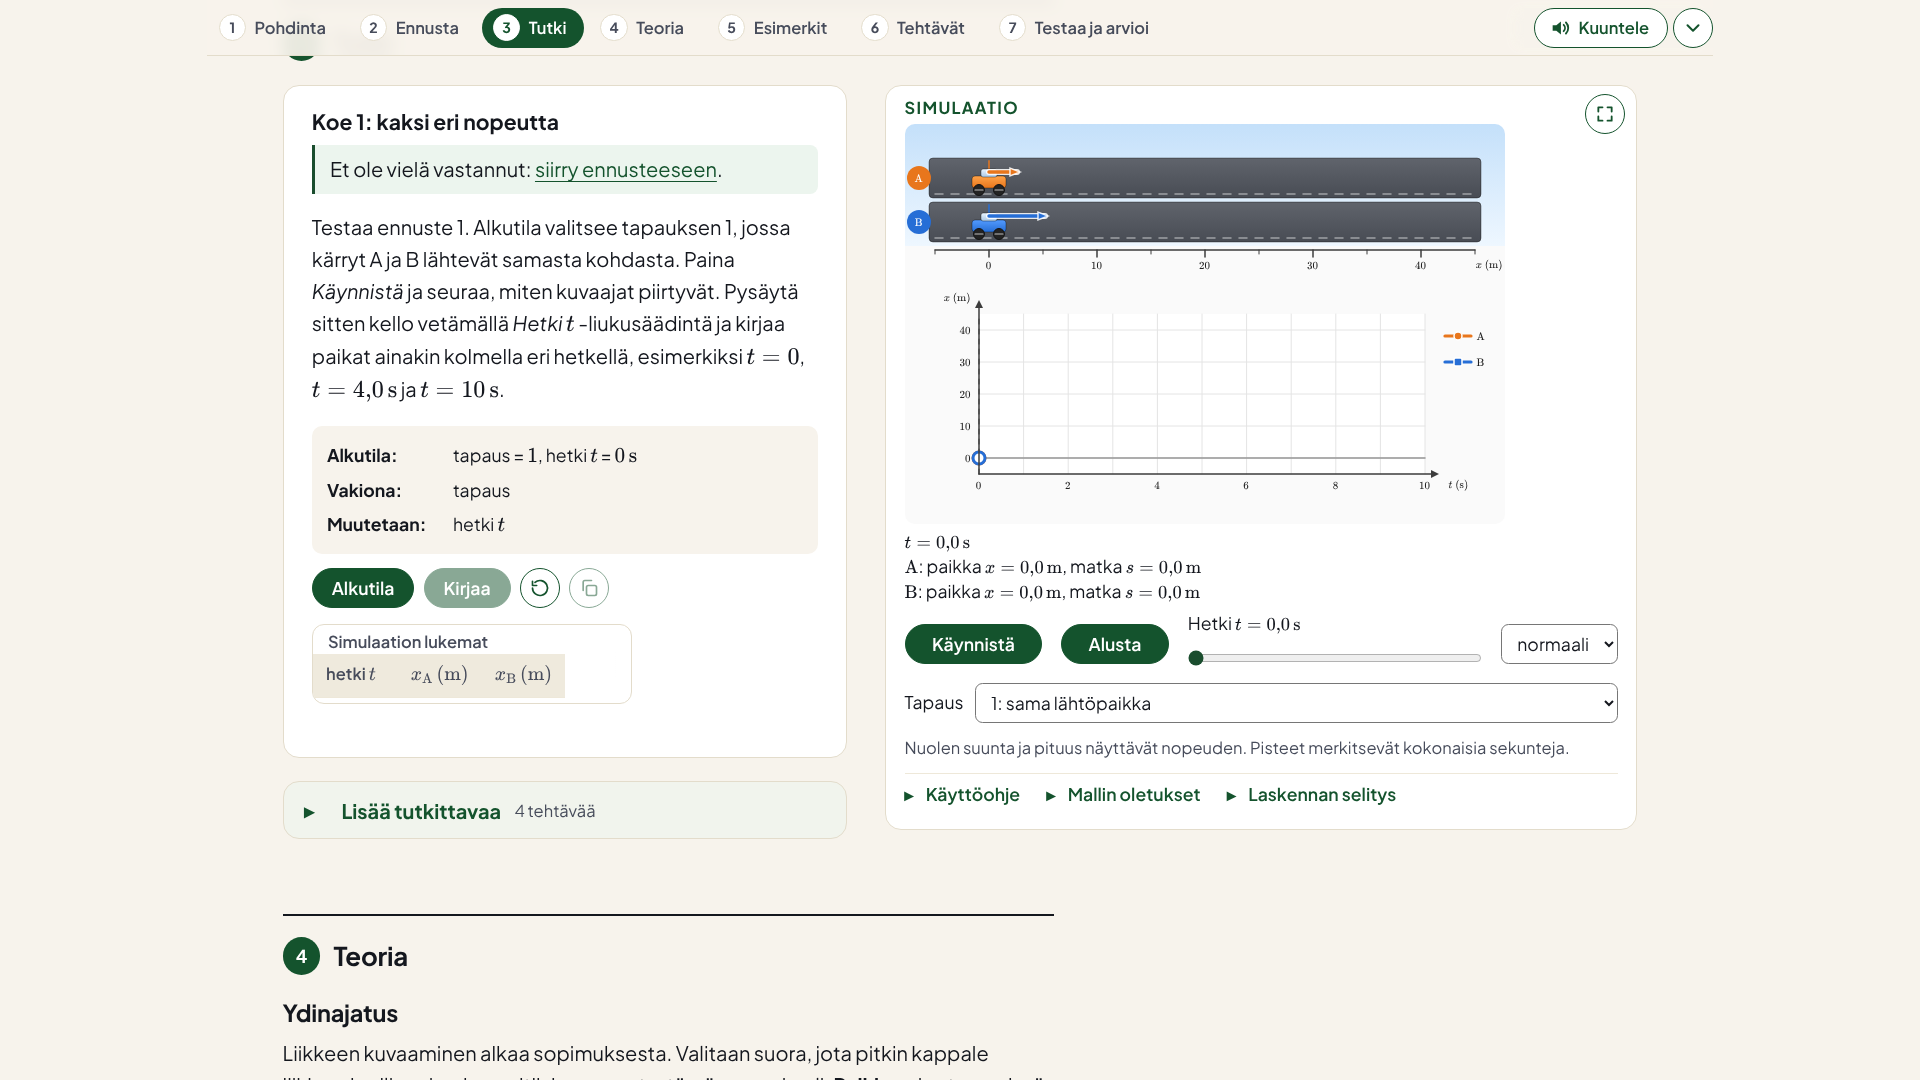 1 Pohdinta 2 Ennusta 3 Tutki 4 Teoria 5 Esimerkit 6 Tehtävät 7 Testaa ja arvioi Kuuntele
Koe 1: kaksi eri nopeutta
Et ole vielä vastannut: siirry ennusteeseen.
Testaa ennuste 1. Alkutila valitsee tapauksen 1, jossa
kärryt A ja B lähtevät samasta kohdasta. Paina
Käynnistä ja seuraa, miten kuvaajat piirtyvät. Pysäytä
sitten kello vetämällä Hetki t -liukusäädintä ja kirjaa
paikat ainakin kolmella eri hetkellä, esimerkiksi t = 0,
t = 4,0 s ja t = 10 s.
Alkutila: tapaus = 1, hetki t = 0 s
Vakiona: tapaus
Muutetaan: hetki t
Alkutila Kirjaa
Simulaation lukemat
hetki t xA (m) xB (m)
Lisää tutkittavaa 4 tehtävää
SIMULAATIO
A
B
0 10 20 30 40 x (m)
x (m)
40
30
20
10
0
0 2 4 6 8 10 t (s)
A
B
t = 0,0 s
A: paikka x = 0,0 m, matka s = 0,0 m
B: paikka x = 0,0 m, matka s = 0,0 m
Käynnistä Alusta Hetki t = 0,0 s normaali
Tapaus 1: sama lähtöpaikka
Nuolen suunta ja pituus näyttävät nopeuden. Pisteet merkitsevät kokonaisia sekunteja.
Käyttöohje Mallin oletukset Laskennan selitys
4 Teoria
Ydinajatus
Liikkeen kuvaaminen alkaa sopimuksesta. Valitaan suora, jota pitkin kappale